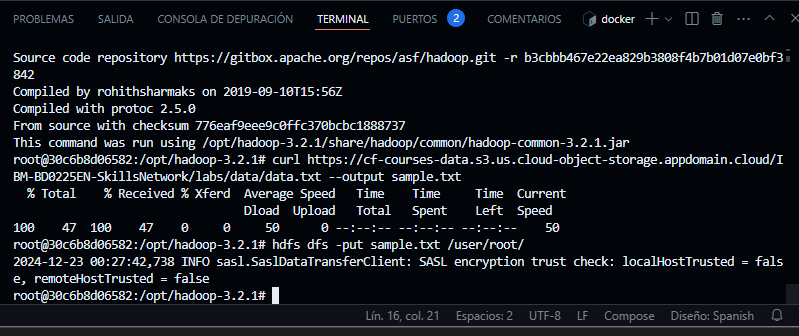 PROBLEMAS SALIDA CONSOLA DE DEPURACIÓN TERMINAL PUERTOS 2 COMENTARIOS docker
Source code repository https://gitbox.apache.org/repos/asf/hadoop.git -r b3cbbb467e22ea829b3808f4b7b01d07e0bf3
842
Compiled by rohithsharmaks on 2019-09-10T15:56Z
Compiled with protoc 2.5.0
From source with checksum 776eaf9eee9c0ffc370bcbc1888737
This command was run using /opt/hadoop-3.2.1/share/hadoop/common/hadoop-common-3.2.1.jar
root@30c6b8d06582:/opt/hadoop-3.2.1# curl https://cf-courses-data.s3.us.cloud-object-storage.appdomain.cloud/I
BM-BD0225EN-SkillsNetwork/labs/data/data.txt --output sample.txt
% Total % Received % Xferd Average Speed Time Time Time Current
Dload Upload Total Spent Left Speed
100 47 100 47 0 0 50 0 --:--:-- --:--:-- --:--:-- 50
root@30c6b8d06582:/opt/hadoop-3.2.1# hdfs dfs -put sample.txt /user/root/
2024-12-23 00:27:42,738 INFO sasl.SaslDataTransferClient: SASL encryption trust check: localHostTrusted = fals
e, remoteHostTrusted = false
root@30c6b8d06582:/opt/hadoop-3.2.1#
Lín. 16, col. 21 Espacios: 2 UTF-8 LF Compose Diseño: Spanish